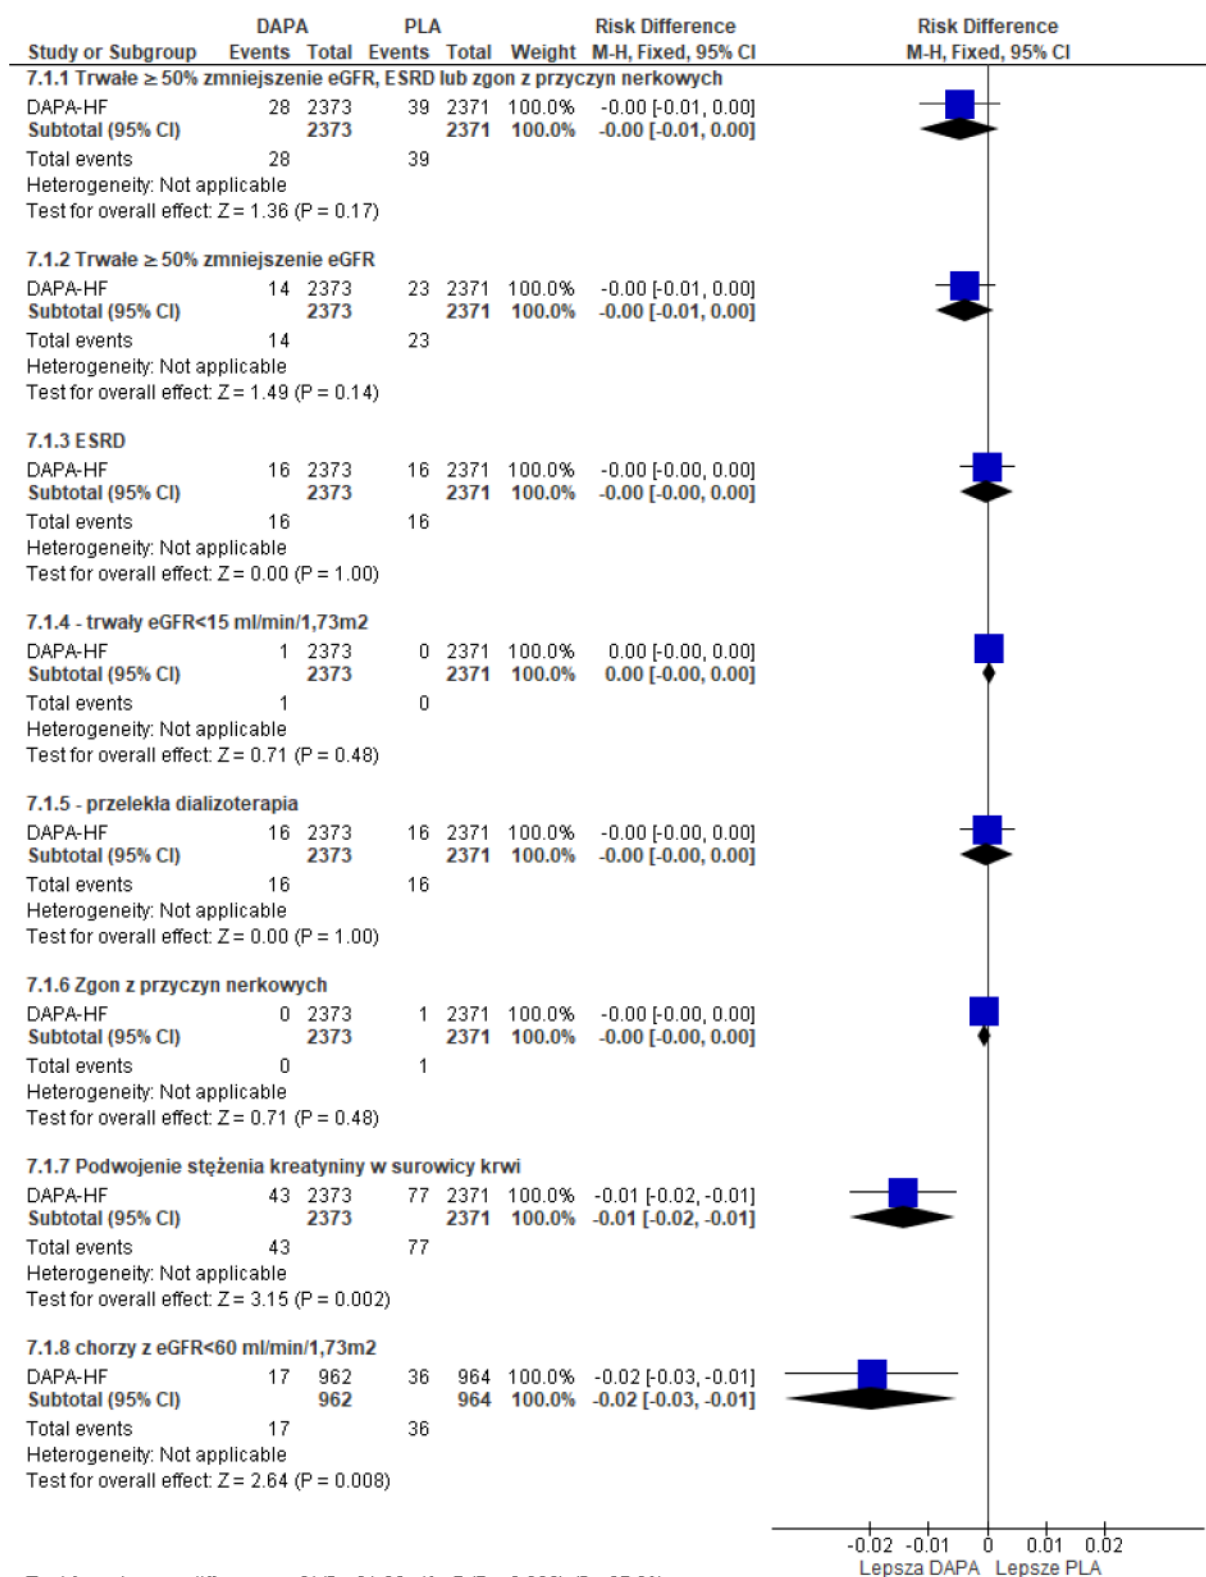 DAPA PLA Risk Difference Risk Difference
Study or Subgroup Events Total Events Total Weight M-H, Fixed, 95% CI M-H, Fixed, 95% CI
7.1.1 Trwałe ≥ 50% zmniejszenie eGFR, ESRD lub zgon z przyczyn nerkowych
DAPA-HF 28 2373 39 2371 100.0% -0.00 [-0.01, 0.00]
Subtotal (95% CI) 2373 2371 100.0% -0.00 [-0.01, 0.00]
Total events 28 39
Heterogeneity: Not applicable
Test for overall effect: Z = 1.36 (P = 0.17)
7.1.2 Trwałe ≥ 50% zmniejszenie eGFR
DAPA-HF 14 2373 23 2371 100.0% -0.00 [-0.01, 0.00]
Subtotal (95% CI) 2373 2371 100.0% -0.00 [-0.01, 0.00]
Total events 14 23
Heterogeneity: Not applicable
Test for overall effect: Z = 1.49 (P = 0.14)
7.1.3 ESRD
DAPA-HF 16 2373 16 2371 100.0% -0.00 [-0.00, 0.00]
Subtotal (95% CI) 2373 2371 100.0% -0.00 [-0.00, 0.00]
Total events 16 16
Heterogeneity: Not applicable
Test for overall effect: Z = 0.00 (P = 1.00)
7.1.4 - trwały eGFR<15 ml/min/1,73m2
DAPA-HF 1 2373 0 2371 100.0% 0.00 [-0.00, 0.00]
Subtotal (95% CI) 2373 2371 100.0% 0.00 [-0.00, 0.00]
Total events 1 0
Heterogeneity: Not applicable
Test for overall effect: Z = 0.71 (P = 0.48)
7.1.5 - przelekła dializoterapia
DAPA-HF 16 2373 16 2371 100.0% -0.00 [-0.00, 0.00]
Subtotal (95% CI) 2373 2371 100.0% -0.00 [-0.00, 0.00]
Total events 16 16
Heterogeneity: Not applicable
Test for overall effect: Z = 0.00 (P = 1.00)
7.1.6 Zgon z przyczyn nerkowych
DAPA-HF 0 2373 1 2371 100.0% -0.00 [-0.00, 0.00]
Subtotal (95% CI) 2373 2371 100.0% -0.00 [-0.00, 0.00]
Total events 0 1
Heterogeneity: Not applicable
Test for overall effect: Z = 0.71 (P = 0.48)
7.1.7 Podwojenie stężenia kreatyniny w surowicy krwi
DAPA-HF 43 2373 77 2371 100.0% -0.01 [-0.02, -0.01]
Subtotal (95% CI) 2373 2371 100.0% -0.01 [-0.02, -0.01]
Total events 43 77
Heterogeneity: Not applicable
Test for overall effect: Z = 3.15 (P = 0.002)
7.1.8 chorzy z eGFR<60 ml/min/1,73m2
DAPA-HF 17 962 36 964 100.0% -0.02 [-0.03, -0.01]
Subtotal (95% CI) 962 964 100.0% -0.02 [-0.03, -0.01]
Total events 17 36
Heterogeneity: Not applicable
Test for overall effect: Z = 2.64 (P = 0.008)
-0.02 -0.01 0 0.01 0.02
Lepsza DAPA Lepsze PLA